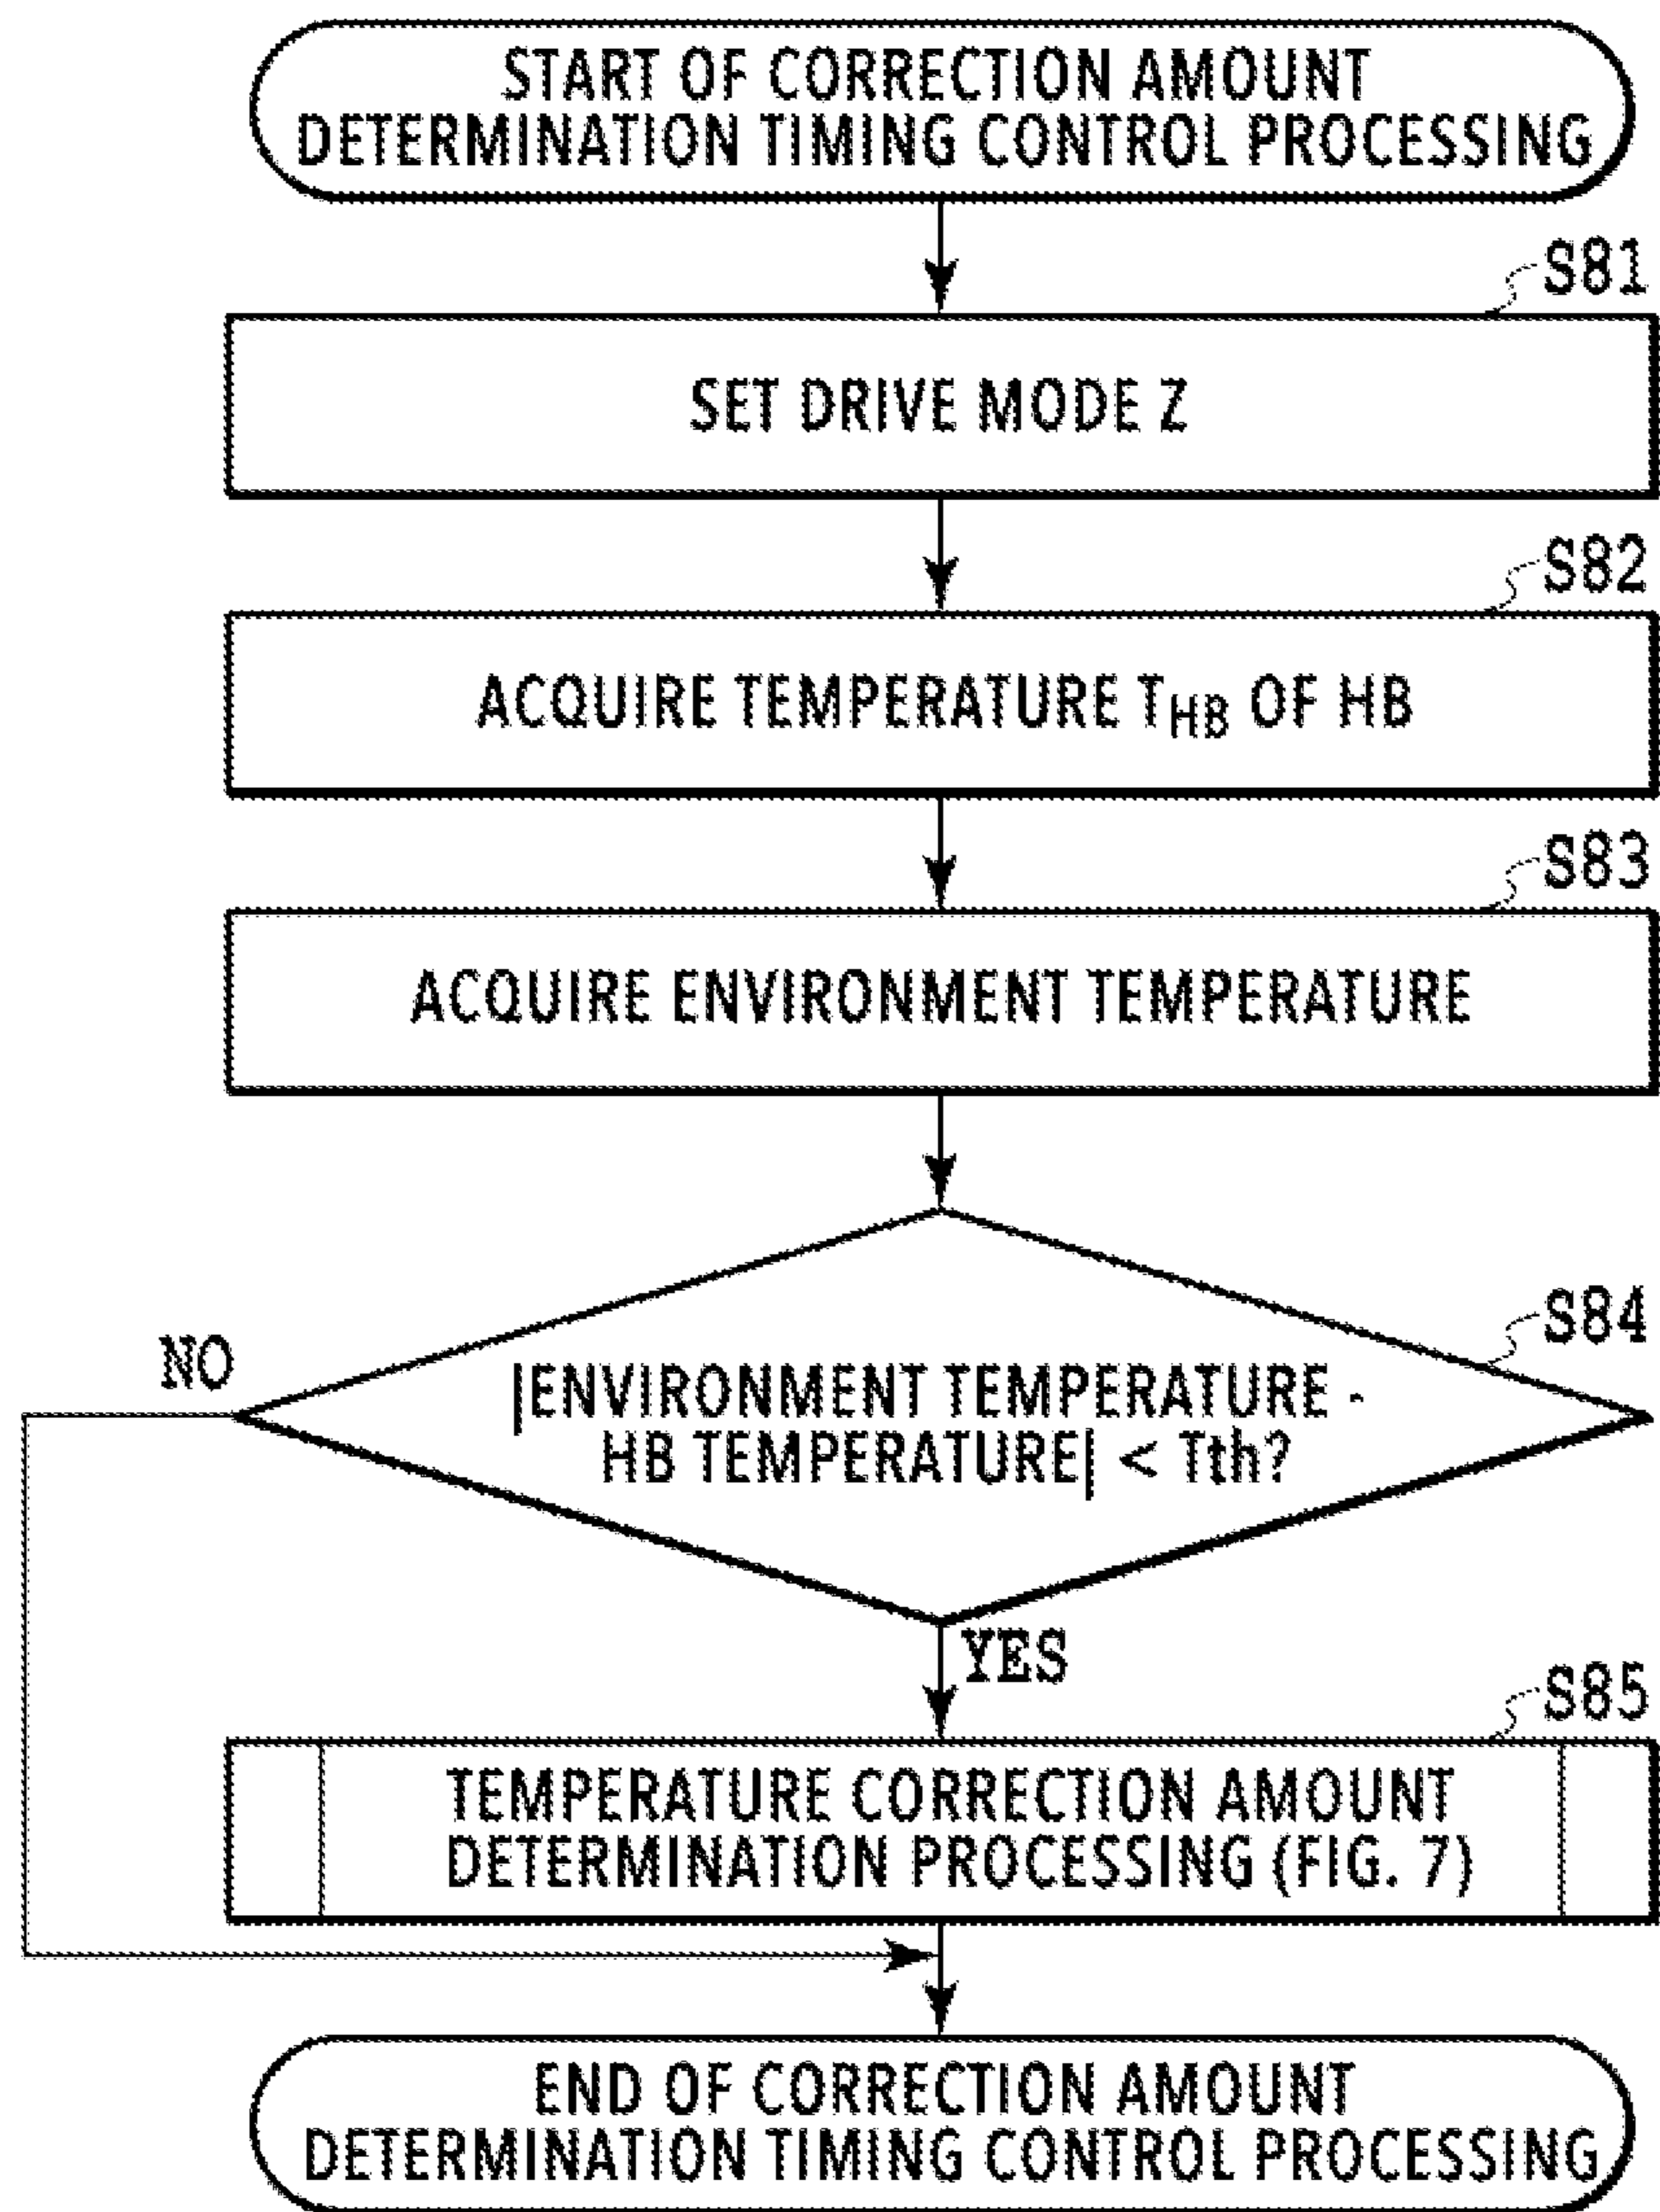 START OF CORRECTION AMOUNT
DETERMINATION TIMING CONTROL PROCESSING
S81
SET DRIVE MODE Z
S82
ACQUIRE TEMPERATURE THB OF HB
S83
ACQUIRE ENVIRONMENT TEMPERATURE
S84
NO
|ENVIRONMENT TEMPERATURE -
HB TEMPERATURE| < Tth?
YES
S85
TEMPERATURE CORRECTION AMOUNT
DETERMINATION PROCESSING (FIG. 7)
END OF CORRECTION AMOUNT
DETERMINATION TIMING CONTROL PROCESSING